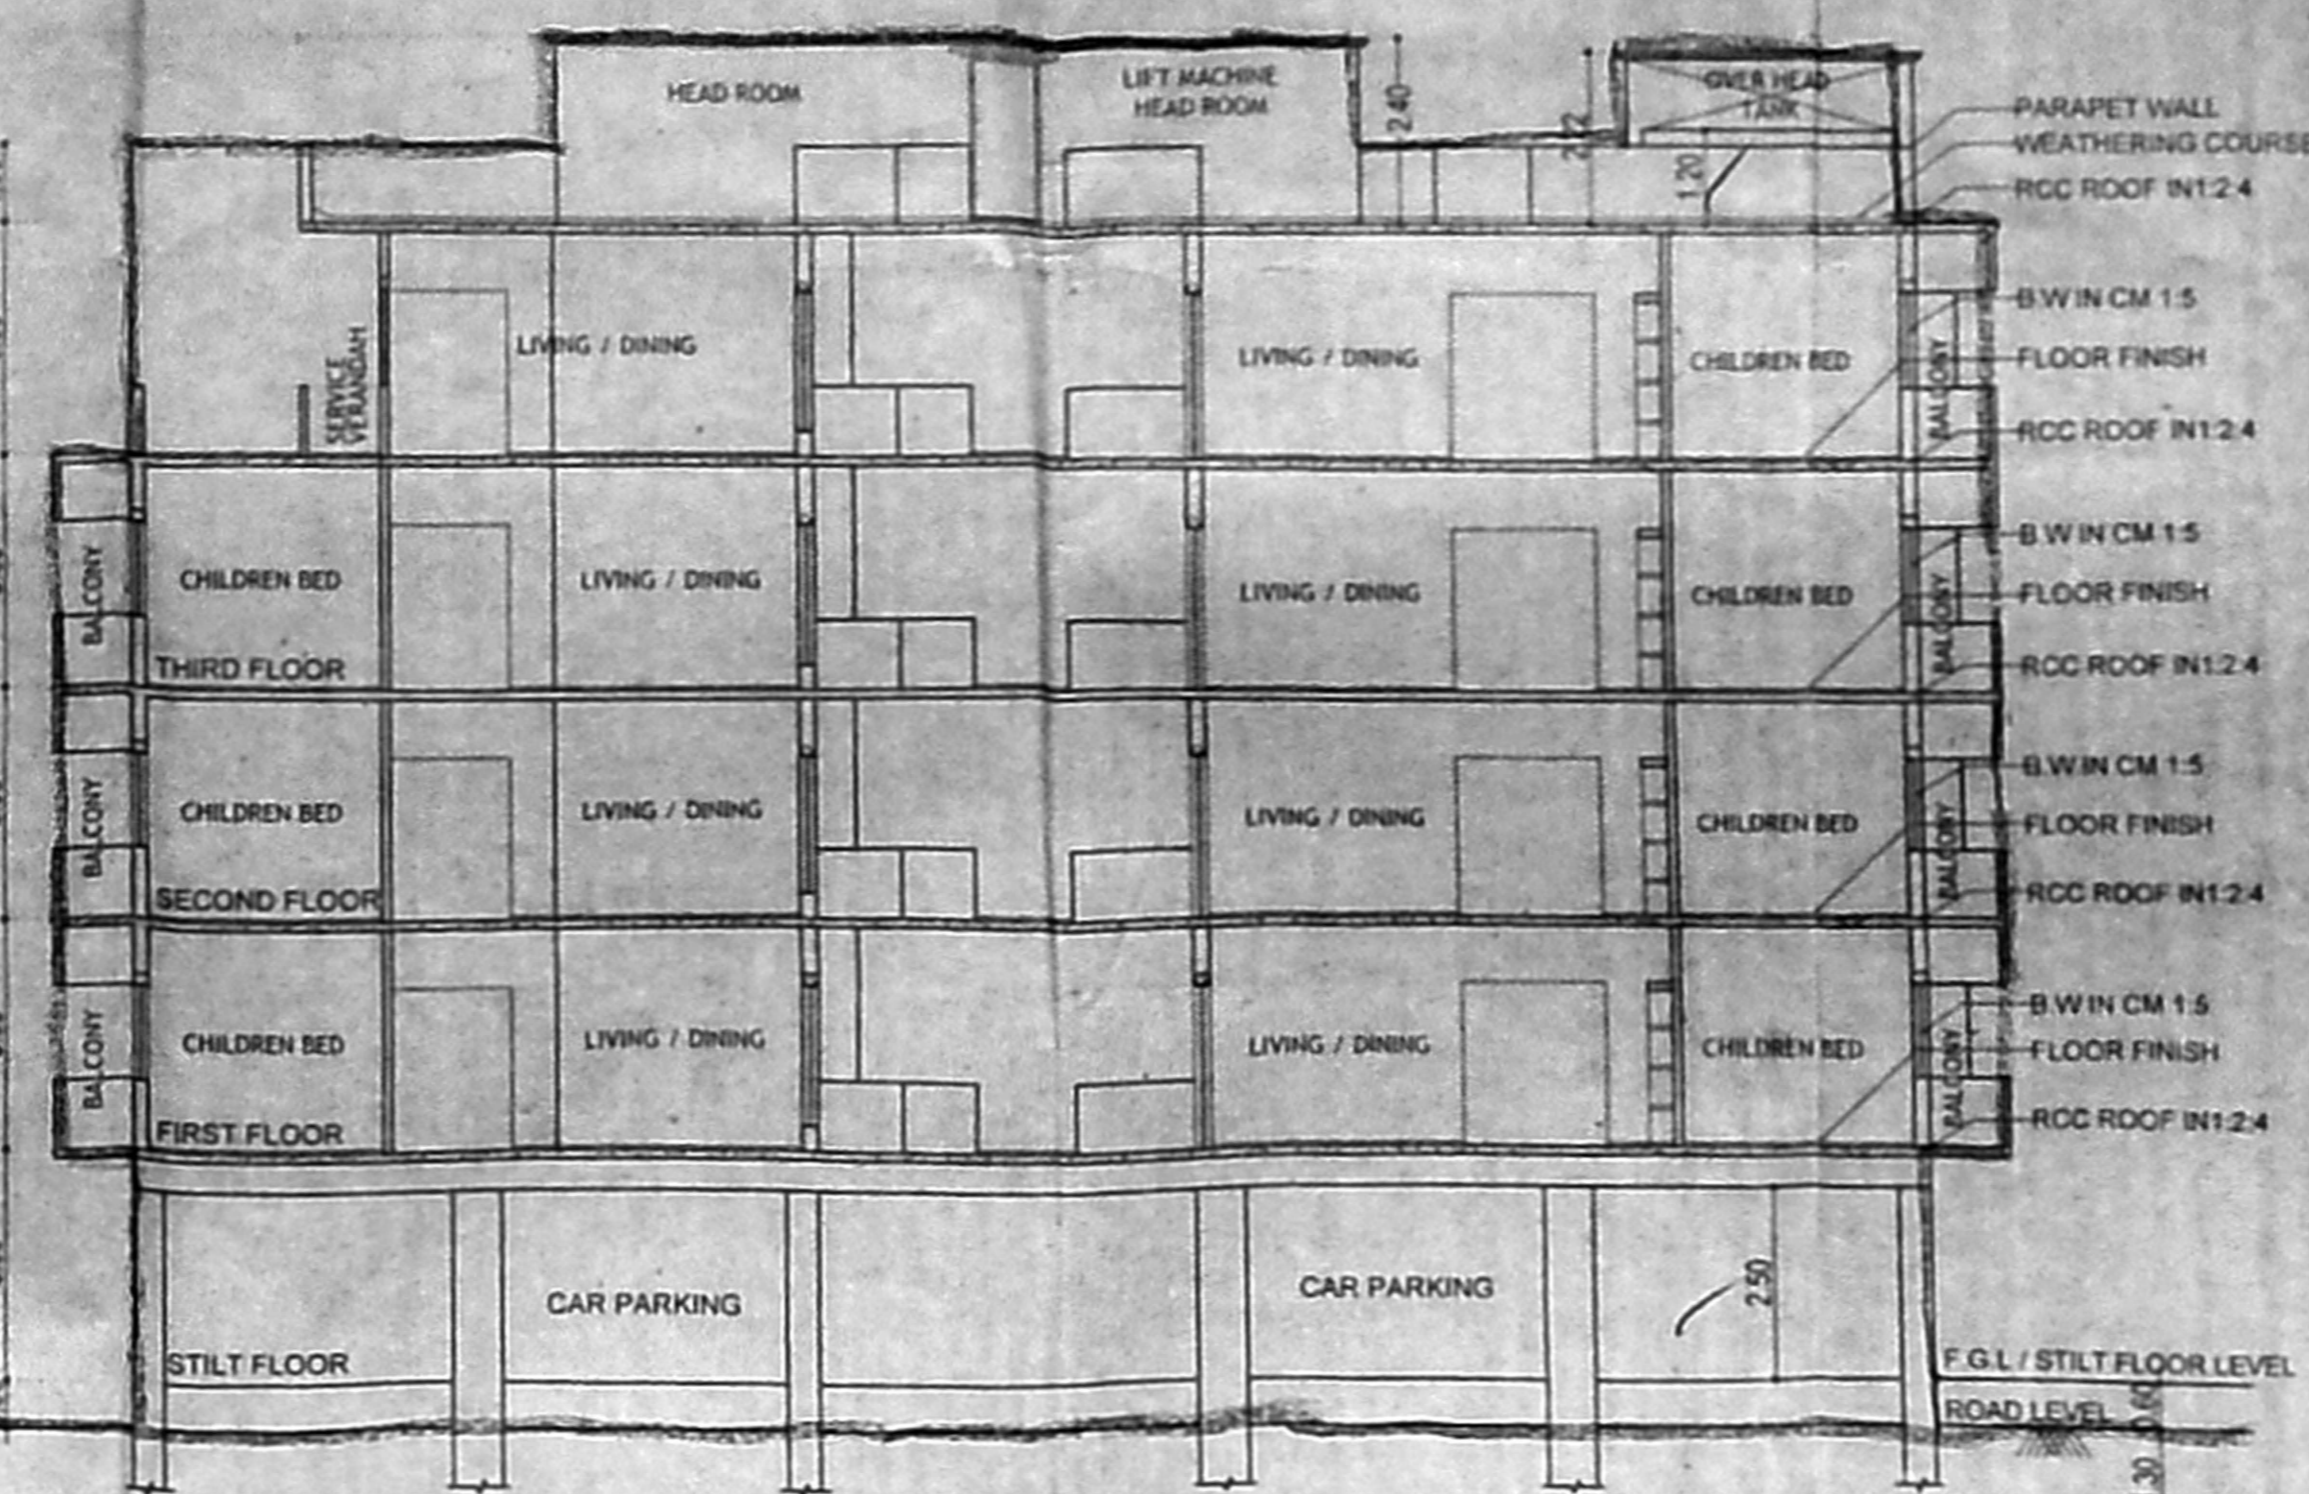 HEAD ROOM
LIFT MACHINE
HEAD ROOM
2.40
OVER HEAD
TANK
1.20
PARAPET WALL
WEATHERING COURSE
RCC ROOF IN1:2:4
SERVICE
VERANDAH
LIVING / DINING
LIVING / DINING
CHILDREN BED
BALCONY
B.W IN CM 1:5
FLOOR FINISH
RCC ROOF IN1:2:4
BALCONY
CHILDREN BED
THIRD FLOOR
LIVING / DINING
LIVING / DINING
CHILDREN BED
BALCONY
B.W IN CM 1:5
FLOOR FINISH
RCC ROOF IN1:2:4
BALCONY
CHILDREN BED
SECOND FLOOR
LIVING / DINING
LIVING / DINING
CHILDREN BED
BALCONY
B.W IN CM 1:5
FLOOR FINISH
RCC ROOF IN1:2:4
BALCONY
CHILDREN BED
FIRST FLOOR
LIVING / DINING
LIVING / DINING
CHILDREN BED
BALCONY
B.W IN CM 1:5
FLOOR FINISH
RCC ROOF IN1:2:4
CAR PARKING
CAR PARKING
2.50
STILT FLOOR
F.G.L / STILT FLOOR LEVEL
ROAD LEVEL